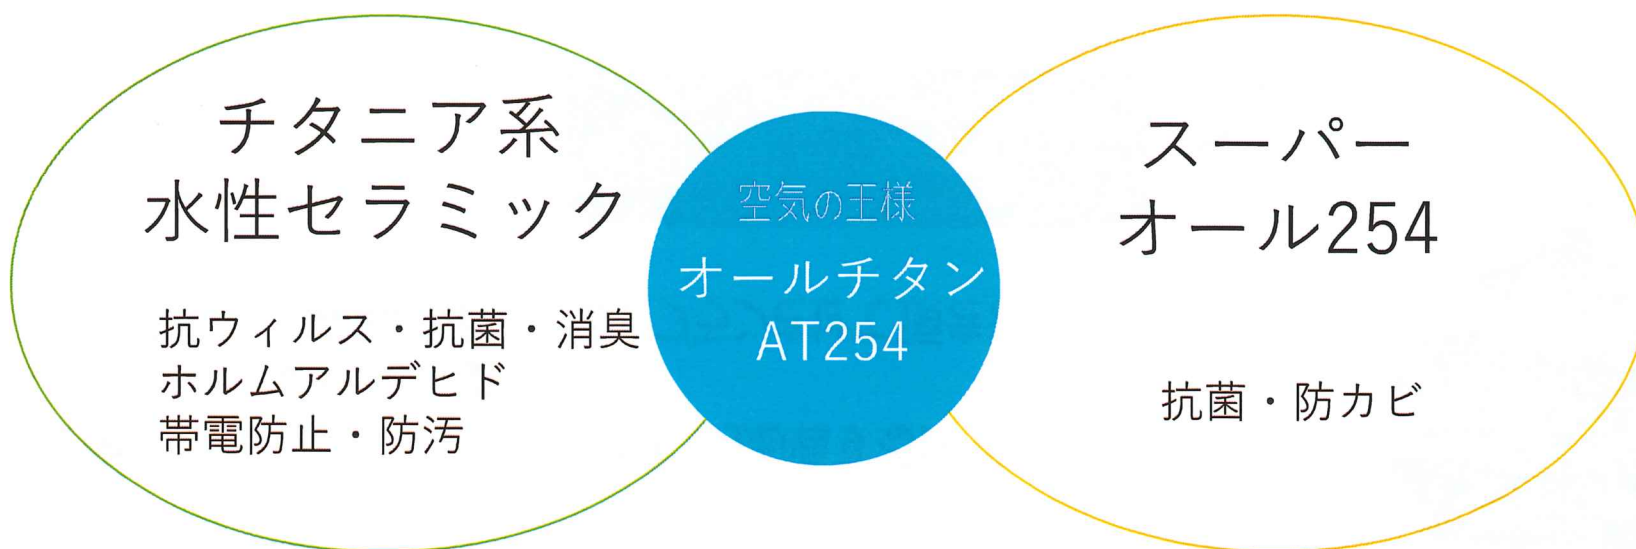 チタニア系
水性セラミック
抗ウィルス・抗菌・消臭
ホルムアルデヒド
帯電防止・防汚
空気の王様
オールチタン
AT254
スーパー
オール254
抗菌・防カビ